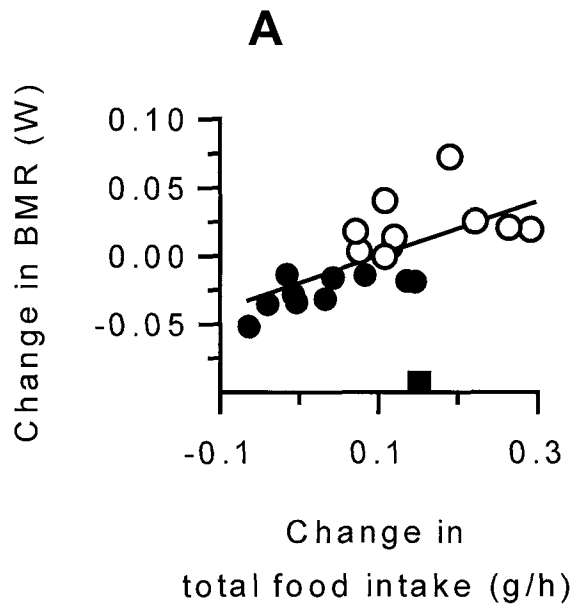 A
Change in BMR (W)
0.10
0.05
0.00
-0.05
-0.1
0.1
0.3
Change in
total food intake (g/h)